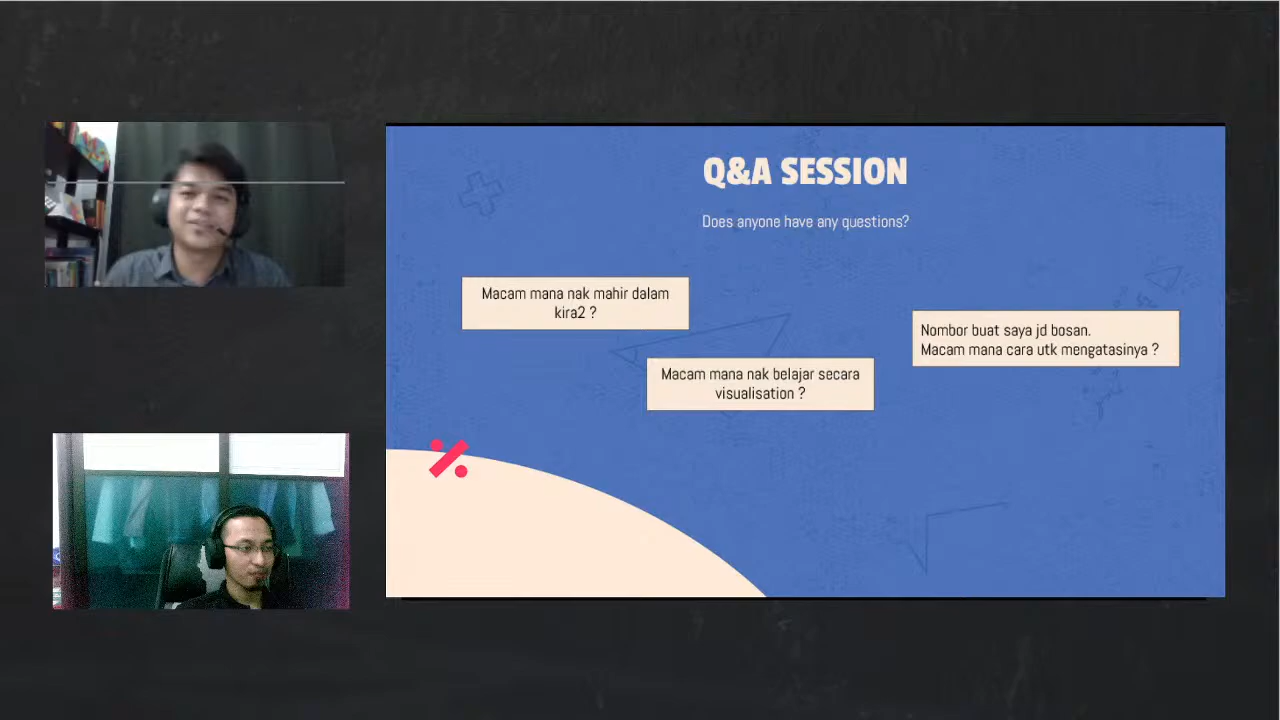 Q&A SESSION
Does anyone have any questions?
Macam mana nak mahir dalam
kira2 ?
Nombor buat saya jd bosan.
Macam mana cara utk mengatasinya ?
Macam mana nak belajar secara
visualisation ?